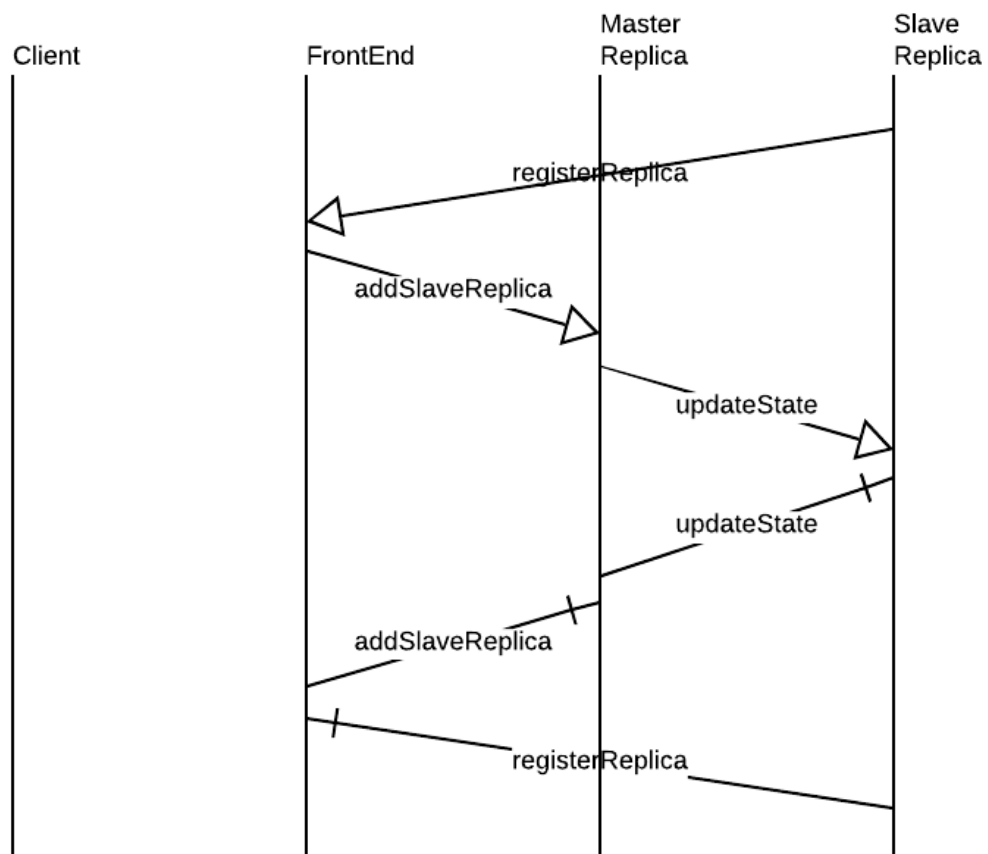 Client
FrontEnd
Master
Replica
Slave
Replica
registerReplica
addSlaveReplica
updateState
updateState
addSlaveReplica
registerReplica